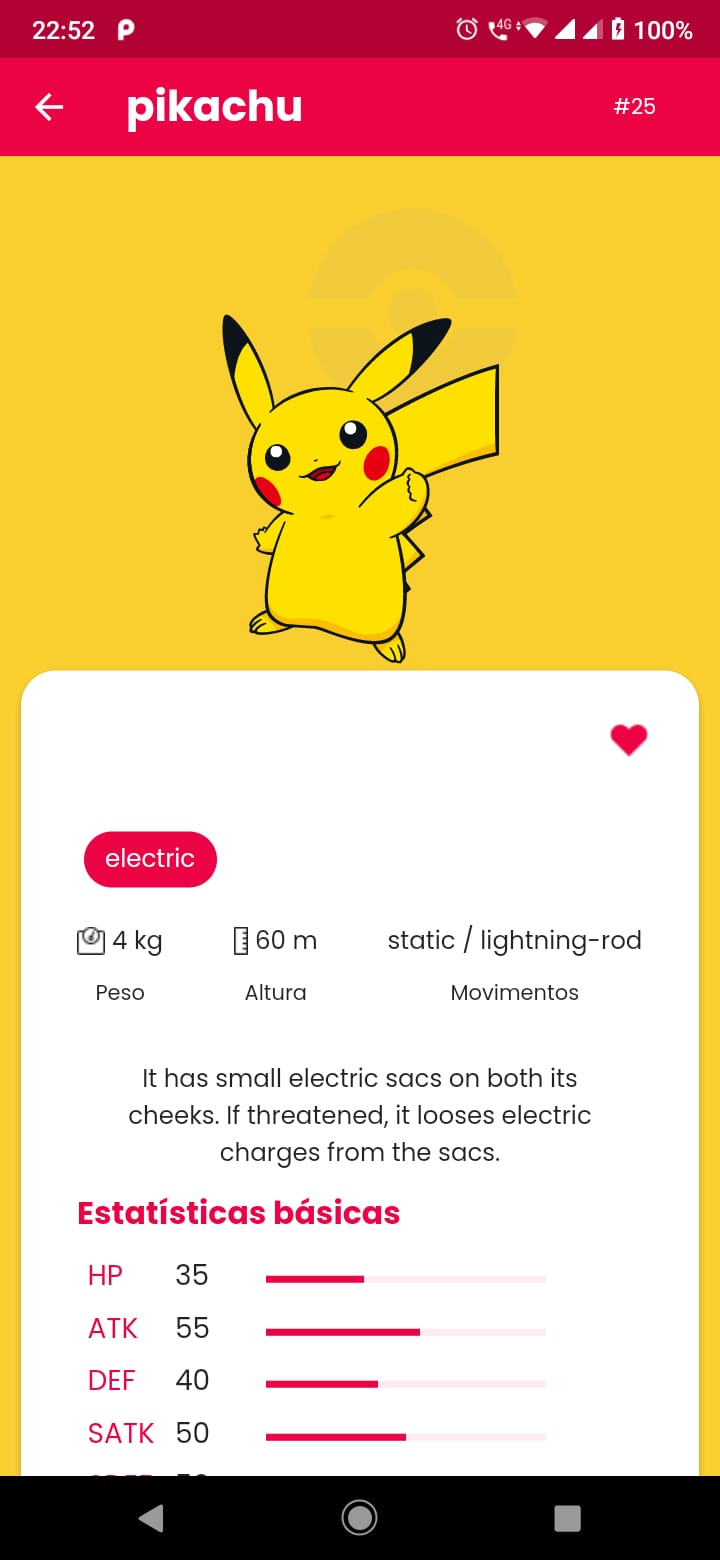 22:52 4G 100%
pikachu #25
electric
4 kg 60 m static / lightning-rod
Peso Altura Movimentos
It has small electric sacs on both its
cheeks. If threatened, it looses electric
charges from the sacs.
Estatísticas básicas
HP 35
ATK 55
DEF 40
SATK 50